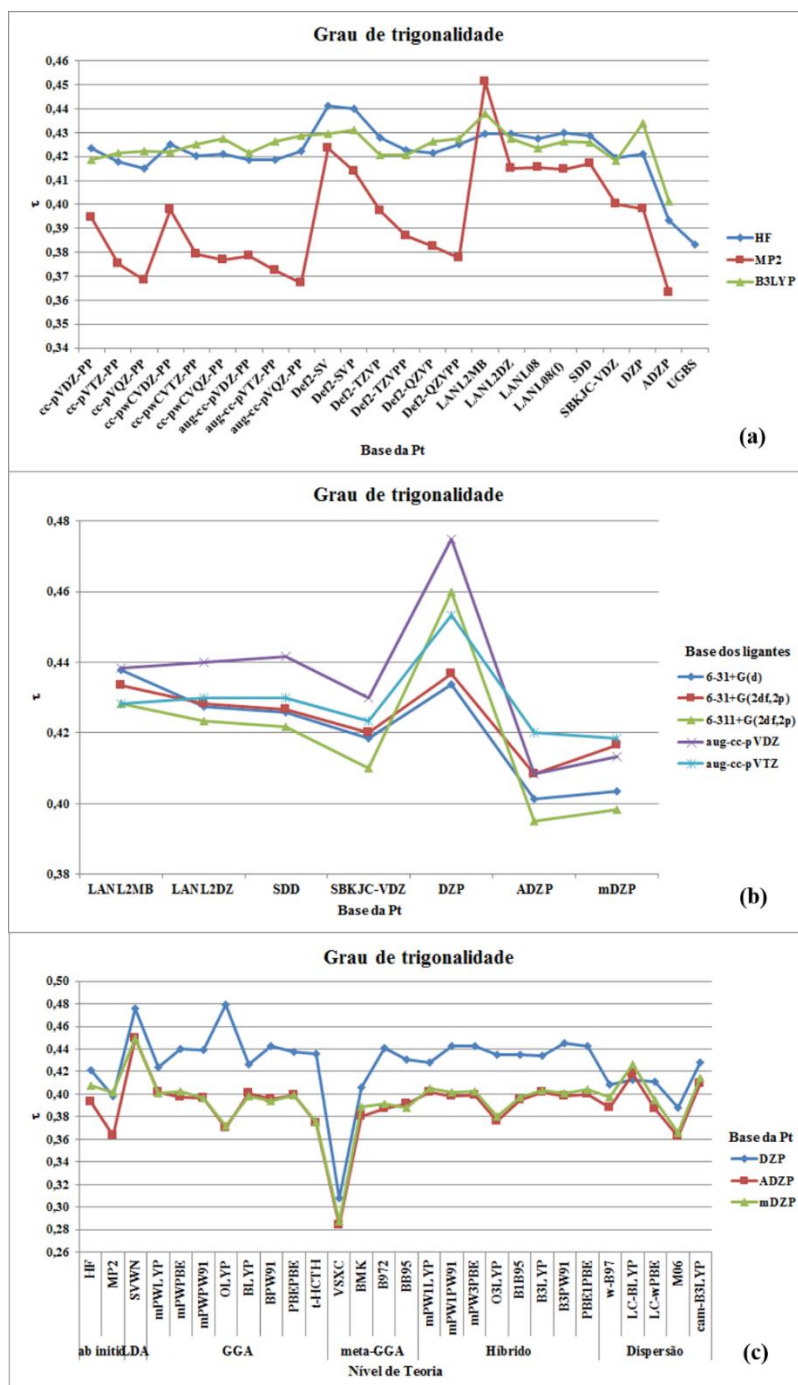 Grau de trigonalidade
0,46
0,45
0,44
0,43
0,42
0,41
0,40
0,39
0,38
0,37
0,36
0,35
0,34
τ
HF
MP2
B3LYP
cc-pVDZ-PP
cc-pVTZ-PP
cc-pVQZ-PP
cc-pwCVDZ-PP
cc-pwCVTZ-PP
cc-pwCVQZ-PP
aug-cc-pVDZ-PP
aug-cc-pVTZ-PP
aug-cc-pVQZ-PP
Def2-SV
Def2-SVP
Def2-TZVP
Def2-TZVPP
Def2-QZVP
Def2-QZVPP
LANL2MB
LANL2DZ
LANL08
LANL08(f)
SDD
SBKJC-VDZ
DZP
ADZP
UGBS
Base da Pt
(a)
Grau de trigonalidade
0,48
0,46
0,44
0,42
0,40
0,38
τ
Base dos ligantes
6-31+G(d)
6-31+G(2df,2p)
6-311+G(2df,2p)
aug-cc-pVDZ
aug-cc-pVTZ
LANL2MB LANL2DZ SDD SBKJC-VDZ DZP ADZP mDZP
Base da Pt
(b)
Grau de trigonalidade
0,50
0,48
0,46
0,44
0,42
0,40
0,38
0,36
0,34
0,32
0,30
0,28
0,26
τ
Base da Pt
DZP
ADZP
mDZP
HF
MP2
SVWN
mPWLYP
mPWPBE
mPWPW91
OLYP
BLYP
BPW91
PBEPBE
t-HCTH
VSXC
BMK
B972
BB95
mPW1LYP
mPW1PW91
mPW3PBE
O3LYP
B1B95
B3LYP
B3PW91
PBE1PBE
w-B97
LC-BLYP
LC-wPBE
M06
cam-B3LYP
ab initio LDA GGA meta-GGA Híbrido Dispersão
Nível de Teoria
(c)